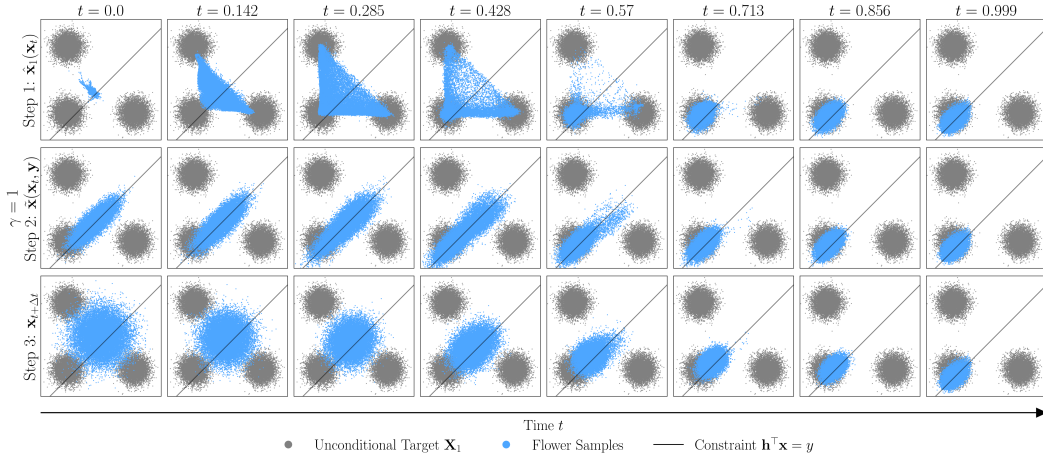 t = 0.0 t = 0.142 t = 0.285 t = 0.428 t = 0.57 t = 0.713 t = 0.856 t = 0.999
Step 1: x̂₁(xₜ)
γ = 1
Step 2: x̃(xₜ, y)
Step 3: xₜ₊Δₜ
Time t
Unconditional Target X₁ Flower Samples Constraint h⊤x = y